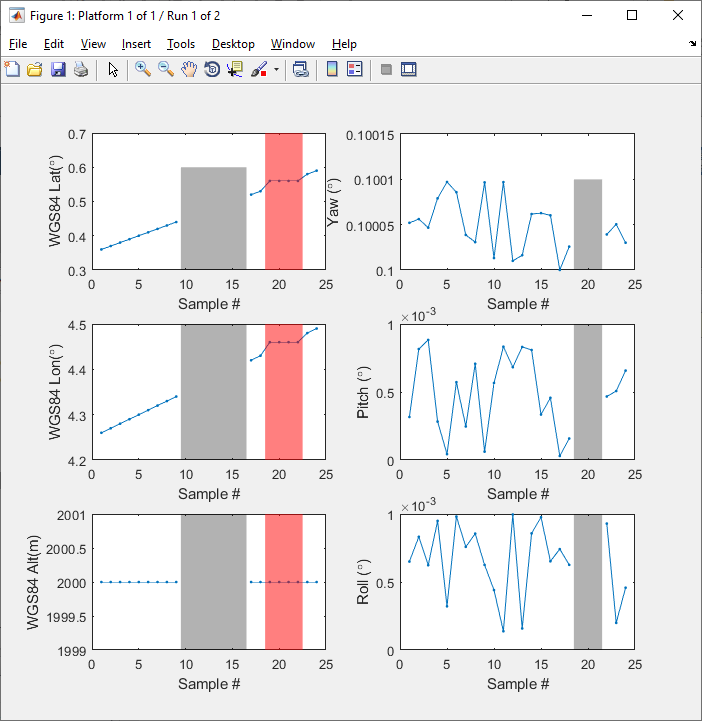 Figure 1: Platform 1 of 1 / Run 1 of 2
File Edit View Insert Tools Desktop Window Help
0.7
0.6
0.5
0.4
0.3
WGS84 Lat(°)
0 5 10 15 20 25
Sample #
0.10015
0.1001
0.10005
0.1
Yaw (°)
0 5 10 15 20 25
Sample #
4.5
4.4
4.3
4.2
WGS84 Lon(°)
0 5 10 15 20 25
Sample #
×10⁻³
1
0.5
0
Pitch (°)
0 5 10 15 20 25
Sample #
2001
2000.5
2000
1999.5
1999
WGS84 Alt(m)
0 5 10 15 20 25
Sample #
×10⁻³
1
0.5
0
Roll (°)
0 5 10 15 20 25
Sample #